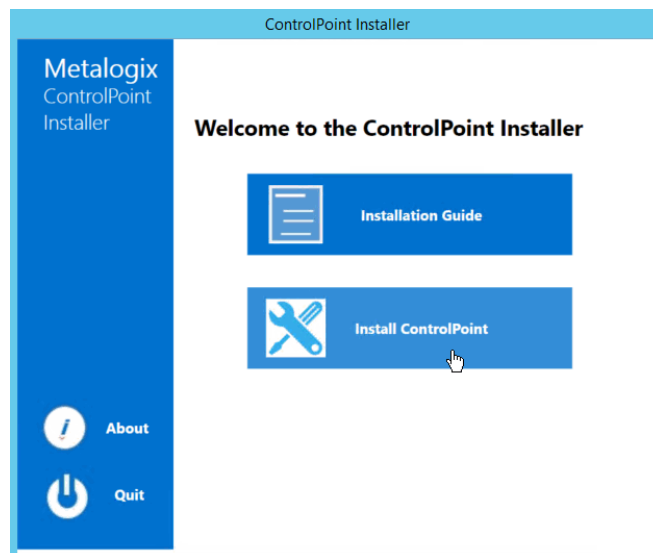 ControlPoint Installer
Metalogix
ControlPoint
Installer
Welcome to the ControlPoint Installer
Installation Guide
Install ControlPoint
About
Quit